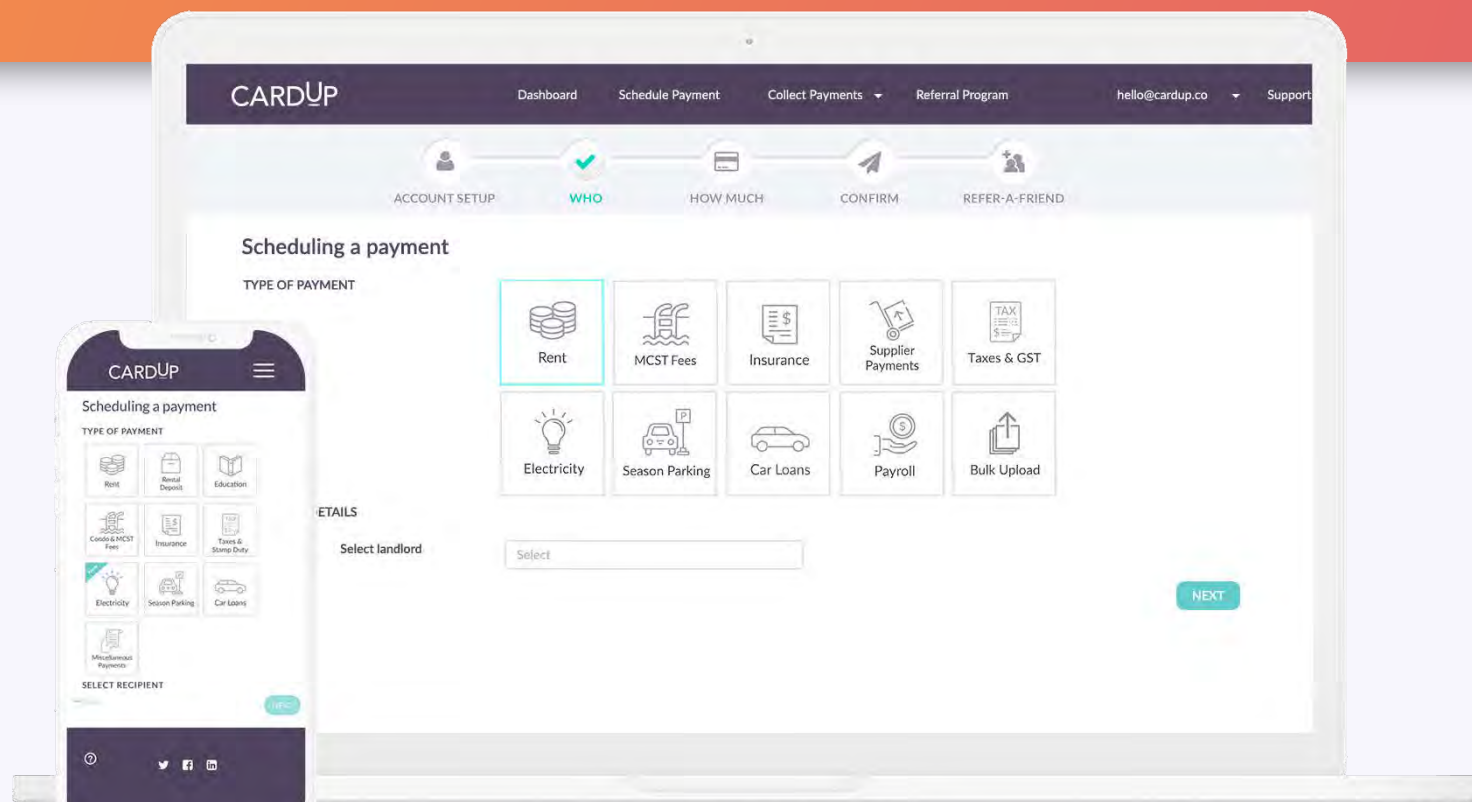 CARDUP
Dashboard
Schedule Payment
Collect Payments
Referral Program
hello@cardup.co
Support
ACCOUNT SETUP
WHO
HOW MUCH
CONFIRM
REFER-A-FRIEND
Scheduling a payment
TYPE OF PAYMENT
Rent
MCST Fees
$
Insurance
Supplier
Payments
TAX
$
Taxes & GST
Electricity
P
Season Parking
Car Loans
$
Payroll
Bulk Upload
ETAILS
Select landlord
Select
NEXT
CARDUP
Scheduling a payment
TYPE OF PAYMENT
Rent
Rental
Deposit
Education
Condo & MCST
Fees
$
Insurance
TAX
Taxes &
Stamp Duty
Electricity
Season Parking
Car Loans
Miscellaneous
Payments
SELECT RECIPIENT
NEXT